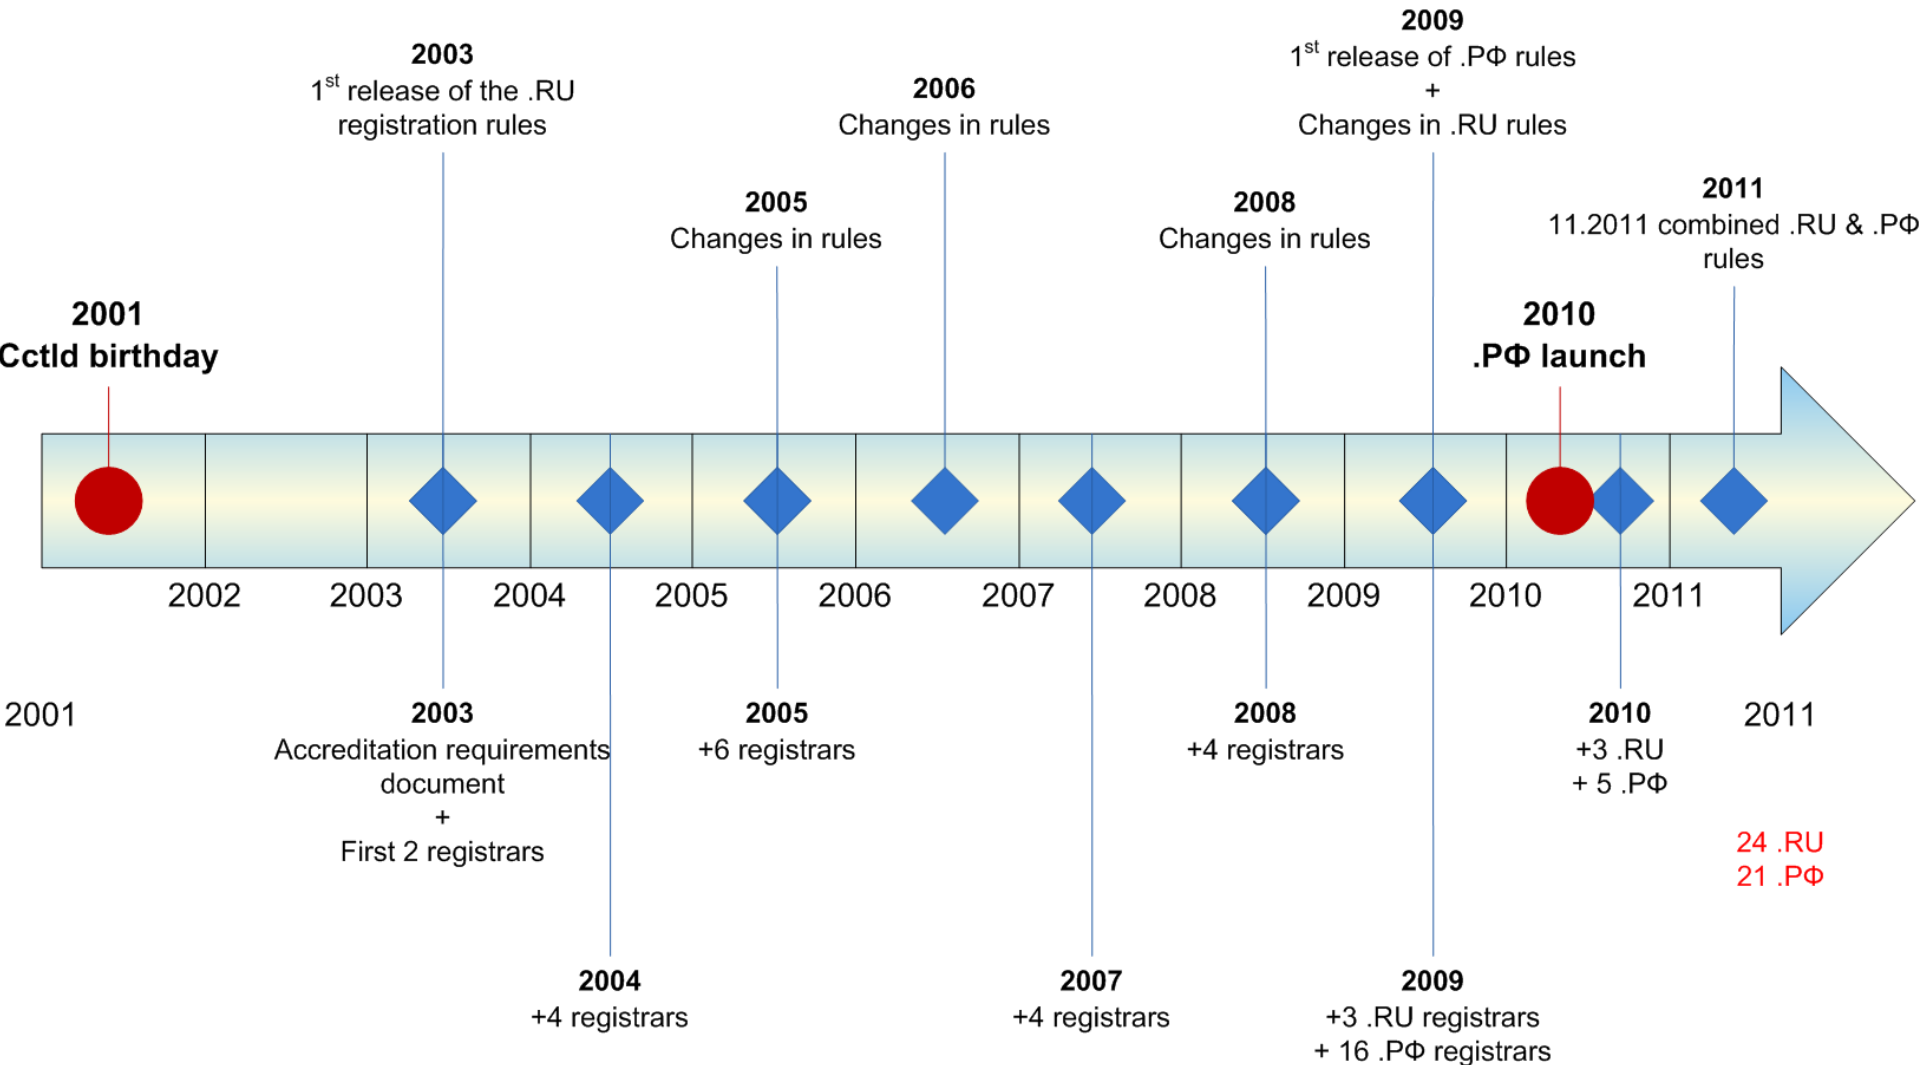 2009
1st release of .РФ rules
+
Changes in .RU rules
2003
1st release of the .RU
registration rules
2006
Changes in rules
2005
Changes in rules
2008
Changes in rules
2011
11.2011 combined .RU & .РФ
rules
2001
Cctld birthday
2010
.РФ launch
2002
2003
2004
2005
2006
2007
2008
2009
2010
2011
2001
2003
Accreditation requirements
document
+
First 2 registrars
2005
+6 registrars
2008
+4 registrars
2010
+3 .RU
+ 5 .РФ
2011
24 .RU
21 .РФ
2004
+4 registrars
2007
+4 registrars
2009
+3 .RU registrars
+ 16 .РФ registrars